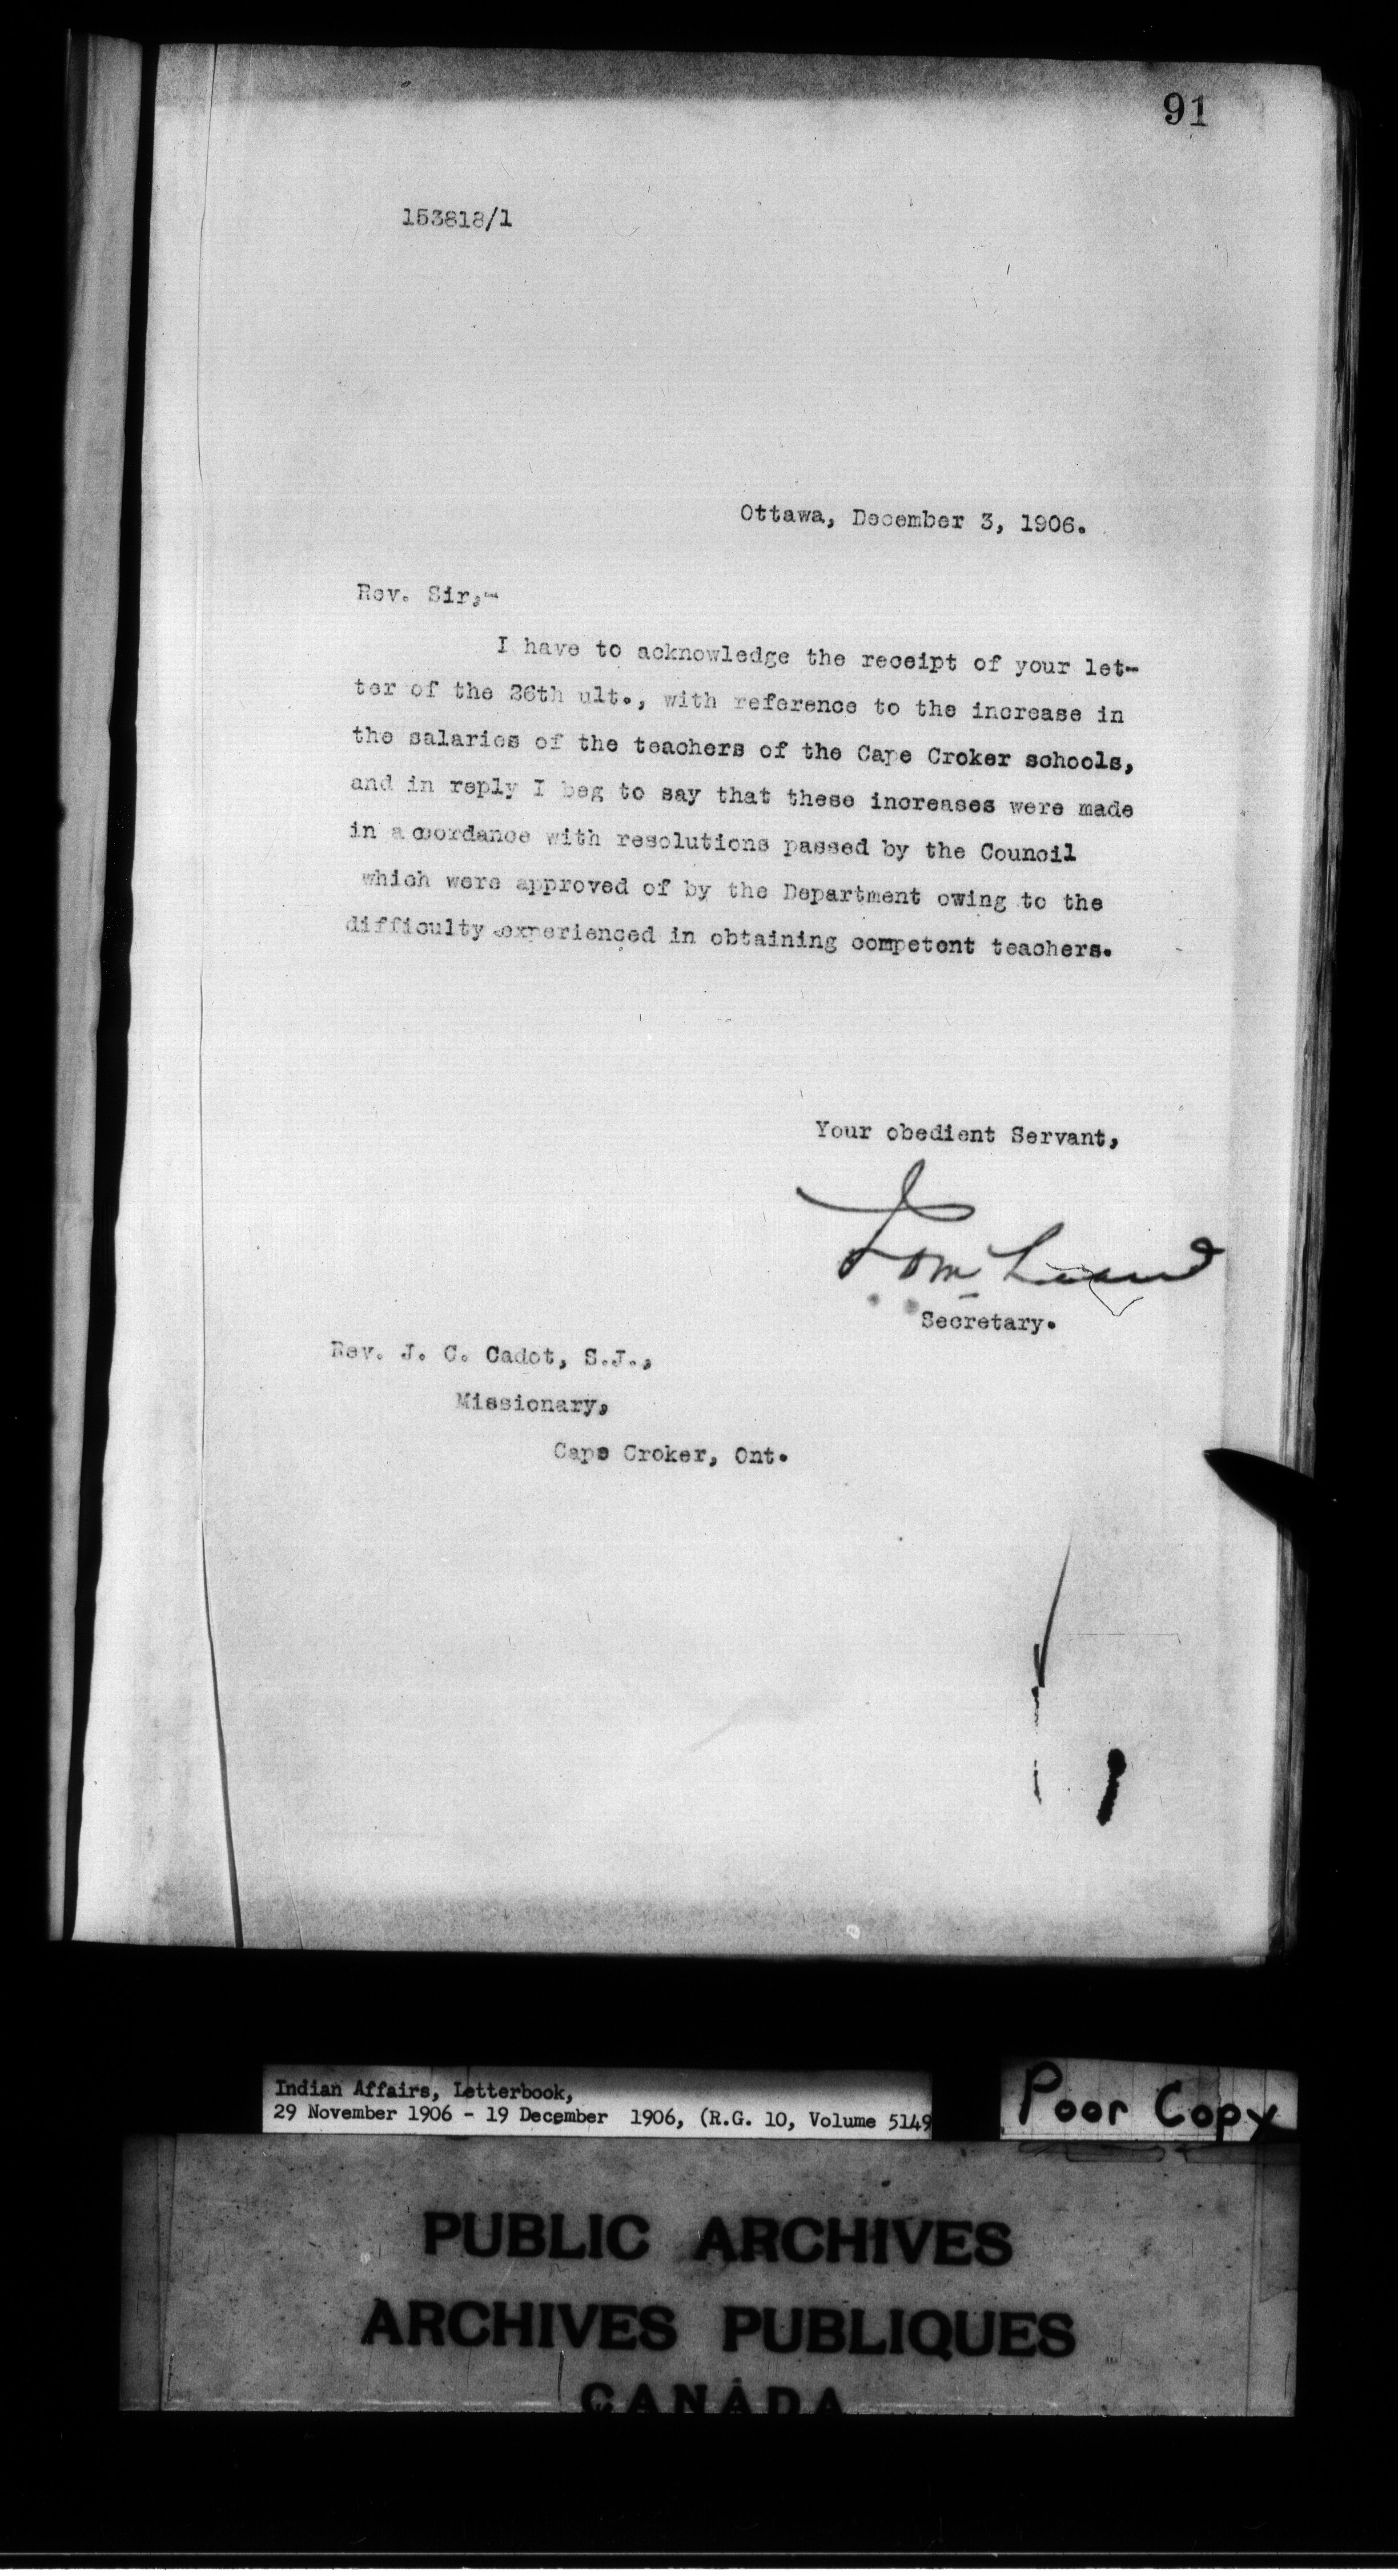 91
153818/1
Ottawa, December 3, 1906.
Rev. Sir,-
I have to acknowledge the receipt of your let-
ter of the 26th ult., with reference to the increase in
the salaries of the teachers of the Cape Croker schools,
and in reply I beg to say that these increases were made
in accordance with resolutions passed by the Council
which were approved of by the Department owing to the
difficulty experienced in obtaining competent teachers.
Your obedient Servant,
Secretary.
Rev. J. C. Cadot, S.J.,
Missionary,
Cape Croker, Ont.
Indian Affairs, Letterbook,
29 November 1906 - 19 December 1906, (R.G. 10, Volume 5149
Poor Copy
PUBLIC ARCHIVES
ARCHIVES PUBLIQUES
CANADA